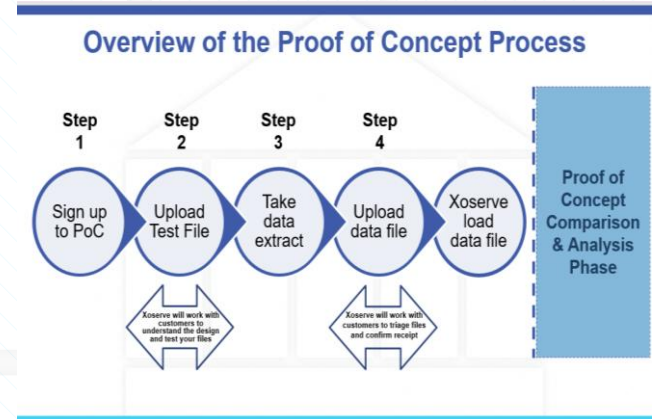 Overview of the Proof of Concept Process
Step
1
Step
2
Step
3
Step
4
Sign up
to PoC
Upload
Test File
Take
data
extract
Upload
data file
Xoserve
load
data file
Proof of
Concept
Comparison
& Analysis
Phase
Xoserve will work with
customers to
understand the design
and test your files
Xoserve will work with
customers to triage files
and confirm receipt